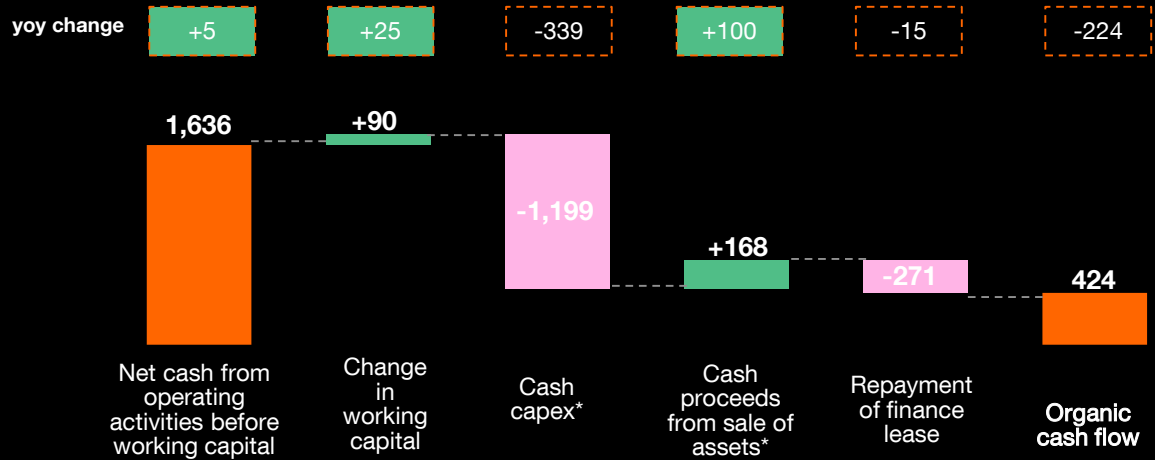 yoy change
+5
+25
-339
+100
-15
-224
1,636
+90
-1,199
+168
-271
424
Net cash from
operating
activities before
working capital
Change
in
working
capital
Cash
capex*
Cash
proceeds
from sale of
assets*
Repayment
of finance
lease
Organic
cash flow